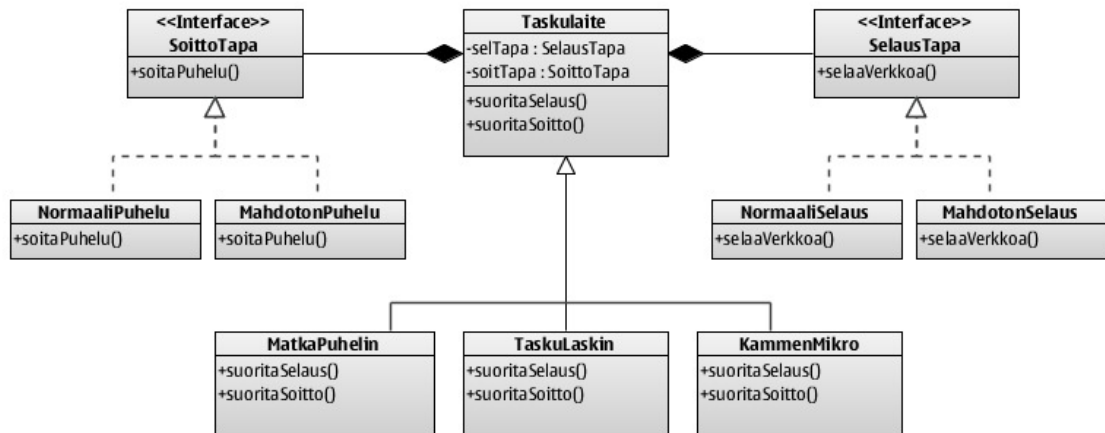 <<Interface>>
SoittoTapa
+soitaPuhelu()
Taskulaite
-selTapa : SelausTapa
-soitTapa : SoittoTapa
+suoritaSelaus()
+suoritaSoitto()
<<Interface>>
SelausTapa
+selaaVerkkoa()
NormaaliPuhelu
+soitaPuhelu()
MahdotonPuhelu
+soitaPuhelu()
NormaaliSelaus
+selaaVerkkoa()
MahdotonSelaus
+selaaVerkkoa()
MatkaPuhelin
+suoritaSelaus()
+suoritaSoitto()
TaskuLaskin
+suoritaSelaus()
+suoritaSoitto()
KammenMikro
+suoritaSelaus()
+suoritaSoitto()